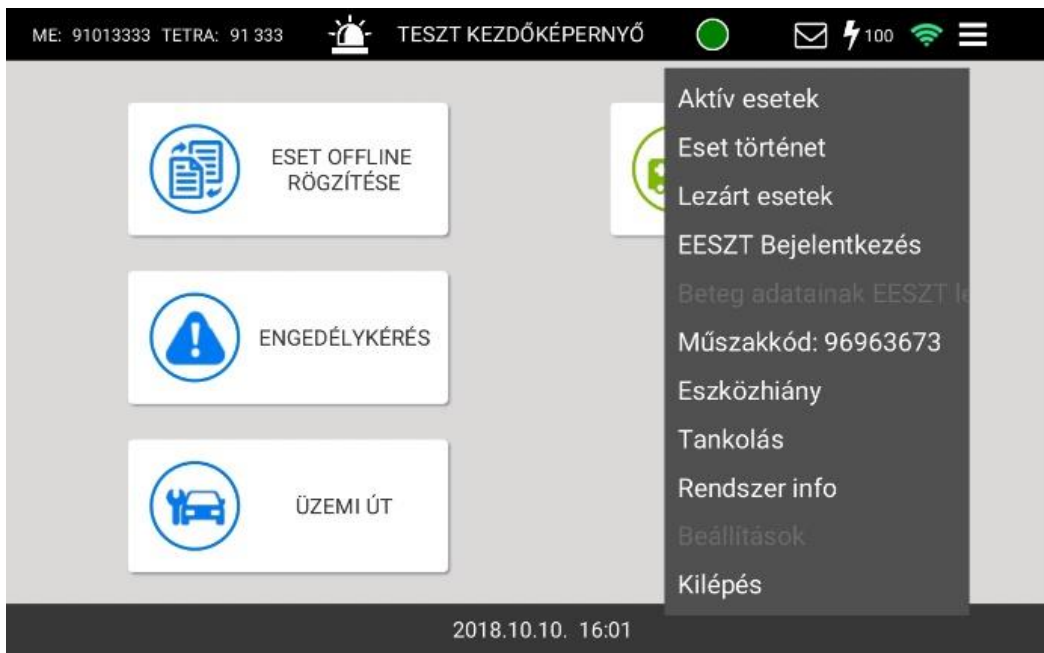 ME: 91013333 TETRA: 91 333 TESZT KEZDŐKÉPERNYŐ 100
ESET OFFLINE
RÖGZÍTÉSE
ENGEDÉLYKÉRÉS
ÜZEMI ÚT
Aktív esetek
Eset történet
Lezárt esetek
EESZT Bejelentkezés
Beteg adatainak EESZT le
Műszakkód: 96963673
Eszközhiány
Tankolás
Rendszer info
Beállítások
Kilépés
2018.10.10. 16:01